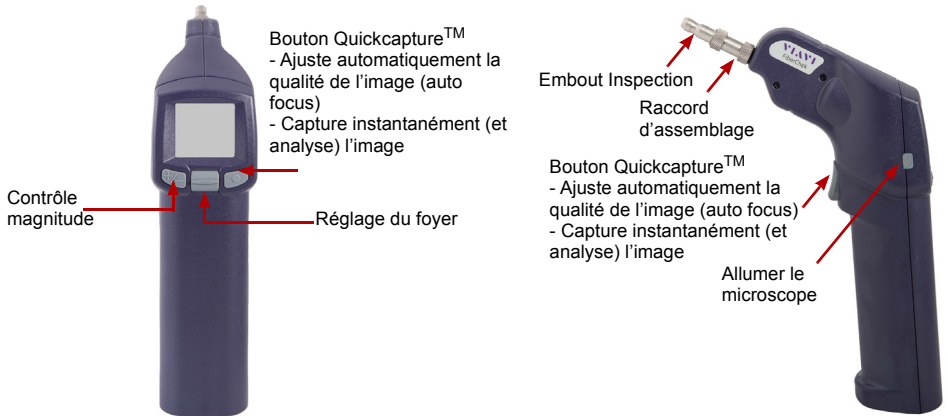 Bouton Quickcapture™
- Ajuste automatiquement la
qualité de l'image (auto
focus)
- Capture instantanément (et
analyse) l'image
Contrôle
magnitude
Réglage du foyer
VIAVI
FiberChek
Embout Inspection
Raccord
d'assemblage
Bouton Quickcapture™
- Ajuste automatiquement la
qualité de l'image (auto focus)
- Capture instantanément (et
analyse) l'image
Allumer le
microscope